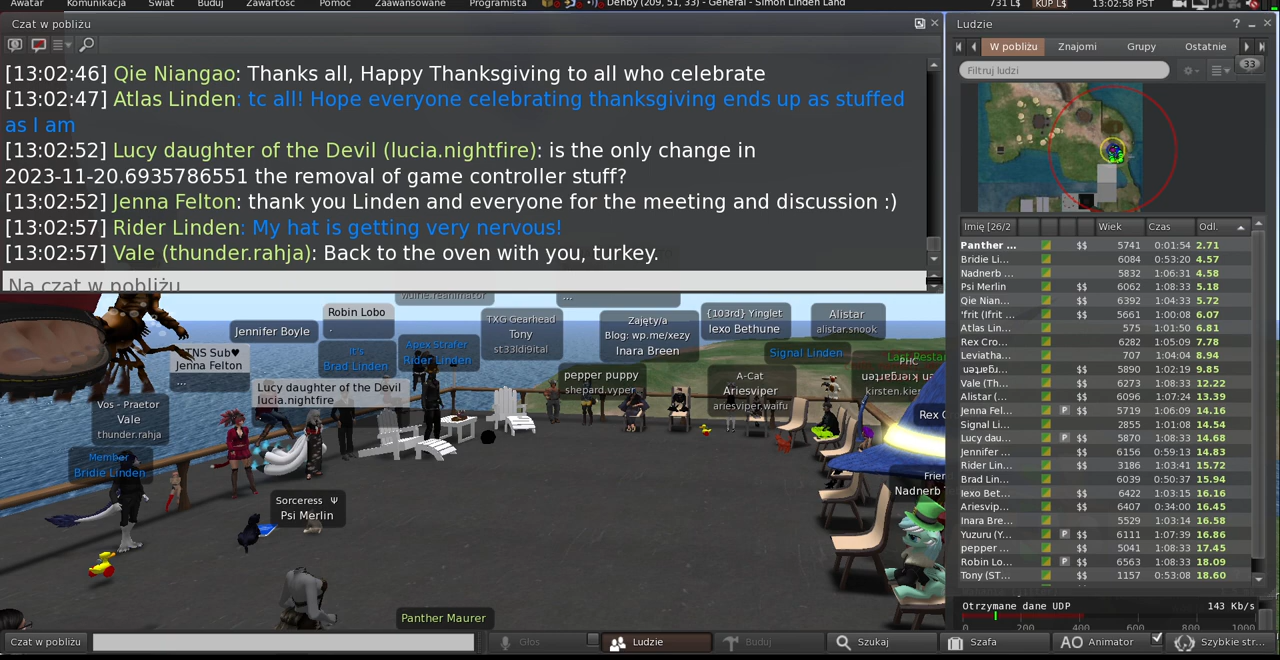 Awatar Komunikacja Świat Buduj Zawartość Pomoc Zaawansowane Programista Denby (209, 51, 33) - General - Simon Linden Land 731 L$ KUP L$ 13:02:58 PST
Czat w pobliżu
[13:02:46] Qie Niangao: Thanks all, Happy Thanksgiving to all who celebrate
[13:02:47] Atlas Linden: tc all! Hope everyone celebrating thanksgiving ends up as stuffed
as I am
[13:02:52] Lucy daughter of the Devil (lucia.nightfire): is the only change in
2023-11-20.6935786551 the removal of game controller stuff?
[13:02:52] Jenna Felton: thank you Linden and everyone for the meeting and discussion :)
[13:02:57] Rider Linden: My hat is getting very nervous!
[13:02:57] Vale (thunder.rahja): Back to the oven with you, turkey.
Na czat w pobliżu
...
Robin Lobo
.
Jennifer Boyle
TXG Gearhead
Tony
st33ldi9ital
Zajęty/a
Blog: wp.me/xezy
Inara Breen
{103rd} Yinglet
Iexo Bethune
Alistar
alistar.snook
TNS Sub♥
Jenna Felton
...
It's
Brad Linden
Apex Strafer
Rider Linden
Signal Linden
PHC
kirsten.kier
pepper puppy
shepard.vyper
A-Cat
Ariesviper
ariesviper.waifu
Lucy daughter of the Devil
lucia.nightfire
Vos - Praetor
Vale
thunder.rahja
Rex
Member
Bridie Linden
Nadnerb
Sorceress Ψ
Psi Merlin
Panther Maurer
Ludzie
W pobliżu Znajomi Grupy Ostatnie
Filtruj ludzi
33
Imię [26/2 Wiek Czas Odl.
Panther ... $$ 5741 0:01:54 2.71
Bridie Li... 6084 0:53:20 4.57
Nadnerb ... 5832 1:06:31 4.58
Psi Merlin $$ 6062 1:08:33 5.18
Qie Nian... $$ 6392 1:04:33 5.72
'frit (Ifrit ... $$ 5661 1:00:08 6.07
Atlas Lin... 575 1:01:50 6.81
Rex Cro... 6282 1:05:09 7.78
Leviatha... 707 1:04:04 8.94
$$ 5890 1:02:19 9.85
Vale (Th... $$ 6273 1:08:33 12.22
Alistar (... $$ 6096 1:07:24 13.39
Jenna Fel... P $$ 5719 1:06:09 14.16
Signal Li... 2855 1:01:08 14.54
Lucy dau... P $$ 5870 1:08:33 14.68
Jennifer ... $$ 6156 0:59:13 14.83
Rider Lin... $$ 3186 1:03:41 15.72
Brad Lin... 6039 0:50:37 15.94
Iexo Bet... $$ 6422 1:03:15 16.16
Ariesvip... $$ 6407 0:34:00 16.45
Inara Bre... 5529 1:03:14 16.58
Yuzuru (Y... P $$ 6111 1:07:39 16.86
pepper ... $$ 5041 1:08:33 17.45
Robin Lo... P $$ 6563 1:08:33 18.09
Tony (ST... $$ 1157 0:53:08 18.60
Otrzymane dane UDP 143 Kb/s
0 200 400 600 800 1000
Czat w pobliżu Głos Ludzie Buduj Szukaj Szafa AO Animator Szybkie str...